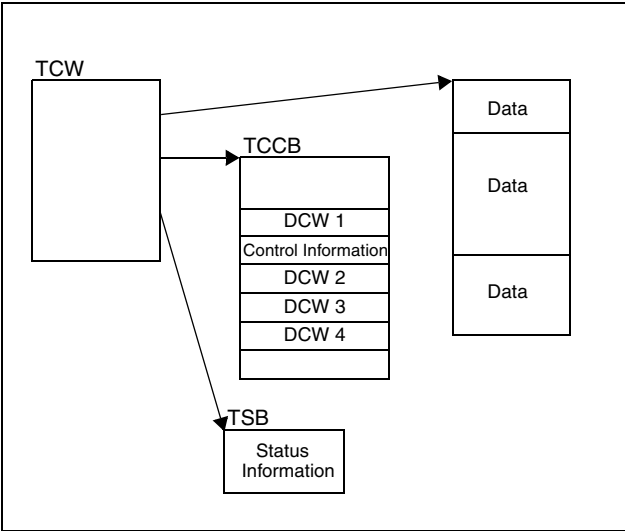 TCW
Data
TCCB
Data
DCW 1
Control Information
DCW 2
Data
DCW 3
DCW 4
TSB
Status
Information